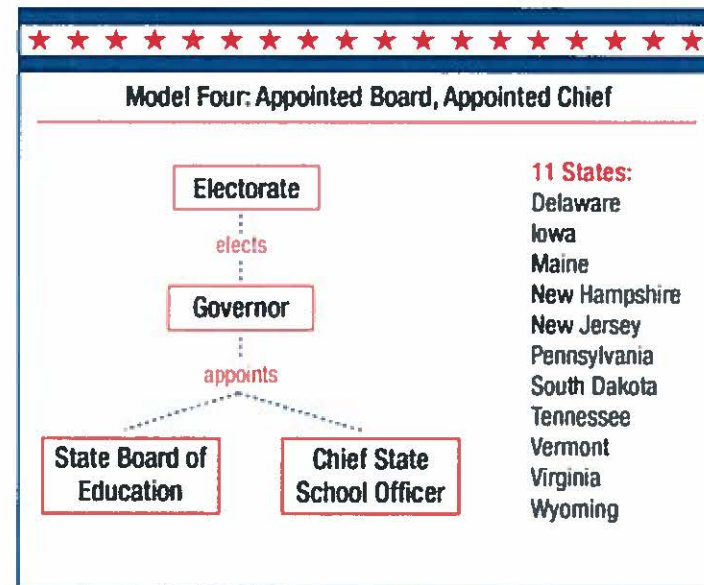 Model Four: Appointed Board, Appointed Chief
Electorate
elects
Governor
appoints
State Board of
Education
Chief State
School Officer
11 States:
Delaware
Iowa
Maine
New Hampshire
New Jersey
Pennsylvania
South Dakota
Tennessee
Vermont
Virginia
Wyoming